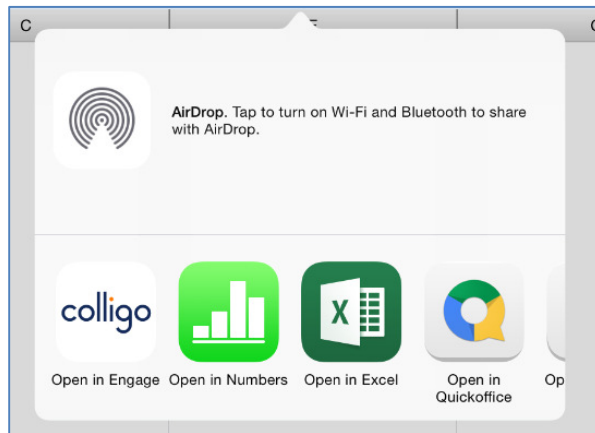 C
AirDrop. Tap to turn on Wi-Fi and Bluetooth to share
with AirDrop.
colligo
X
Open in Engage
Open in Numbers
Open in Excel
Open in
Quickoffice
Op